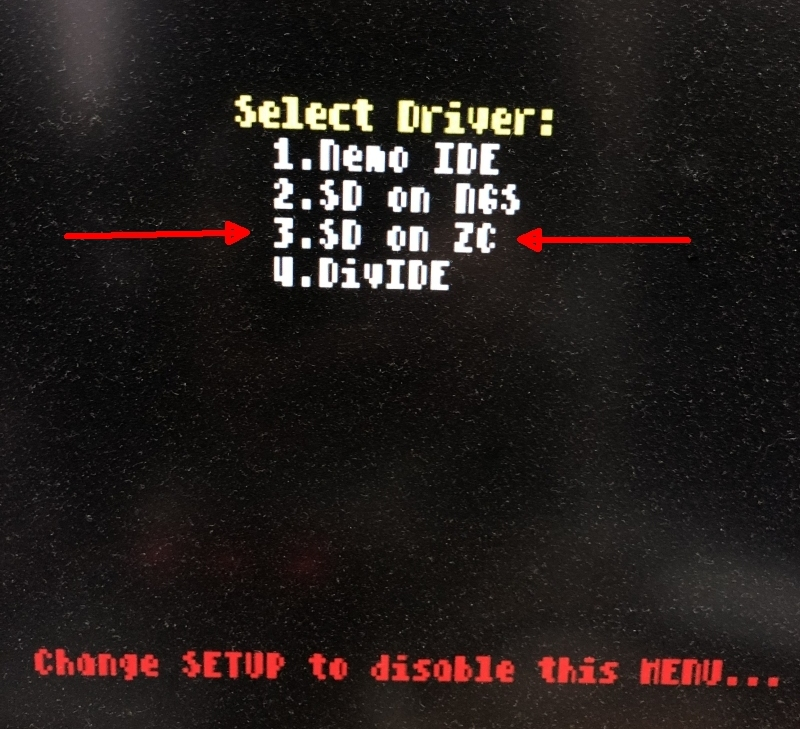 Select Driver:
1.Nemo IDE
2.SD on NGS
3.SD on ZC
4.DivIDE
Change SETUP to disable this MENU...